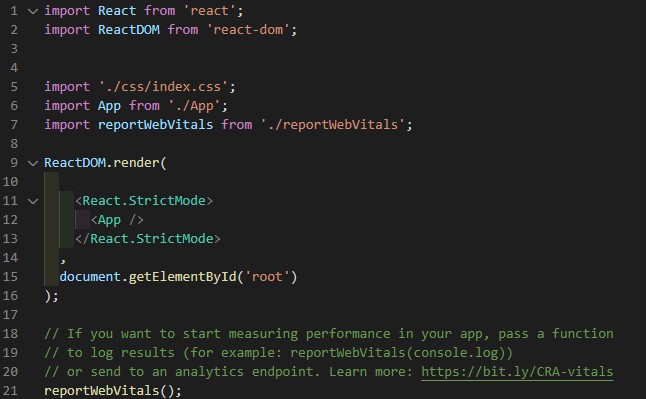 1 import React from 'react';
2 import ReactDOM from 'react-dom';
3
4
5 import './css/index.css';
6 import App from './App';
7 import reportWebVitals from './reportWebVitals';
8
9 ReactDOM.render(
10
11 <React.StrictMode>
12 <App />
13 </React.StrictMode>
14 ,
15 document.getElementById('root')
16 );
17
18 // If you want to start measuring performance in your app, pass a function
19 // to log results (for example: reportWebVitals(console.log))
20 // or send to an analytics endpoint. Learn more: https://bit.ly/CRA-vitals
21 reportWebVitals();